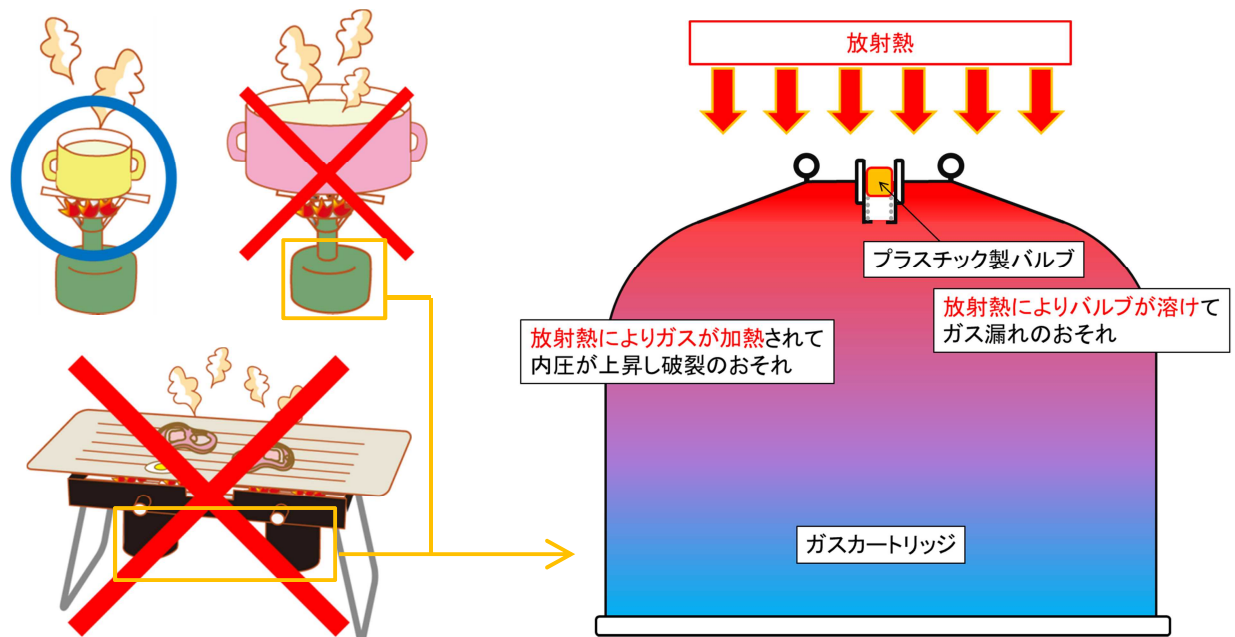 放射熱
プラスチック製バルブ
放射熱によりバルブが溶けて
ガス漏れのおそれ
放射熱によりガスが加熱されて
内圧が上昇し破裂のおそれ
ガスカートリッジ